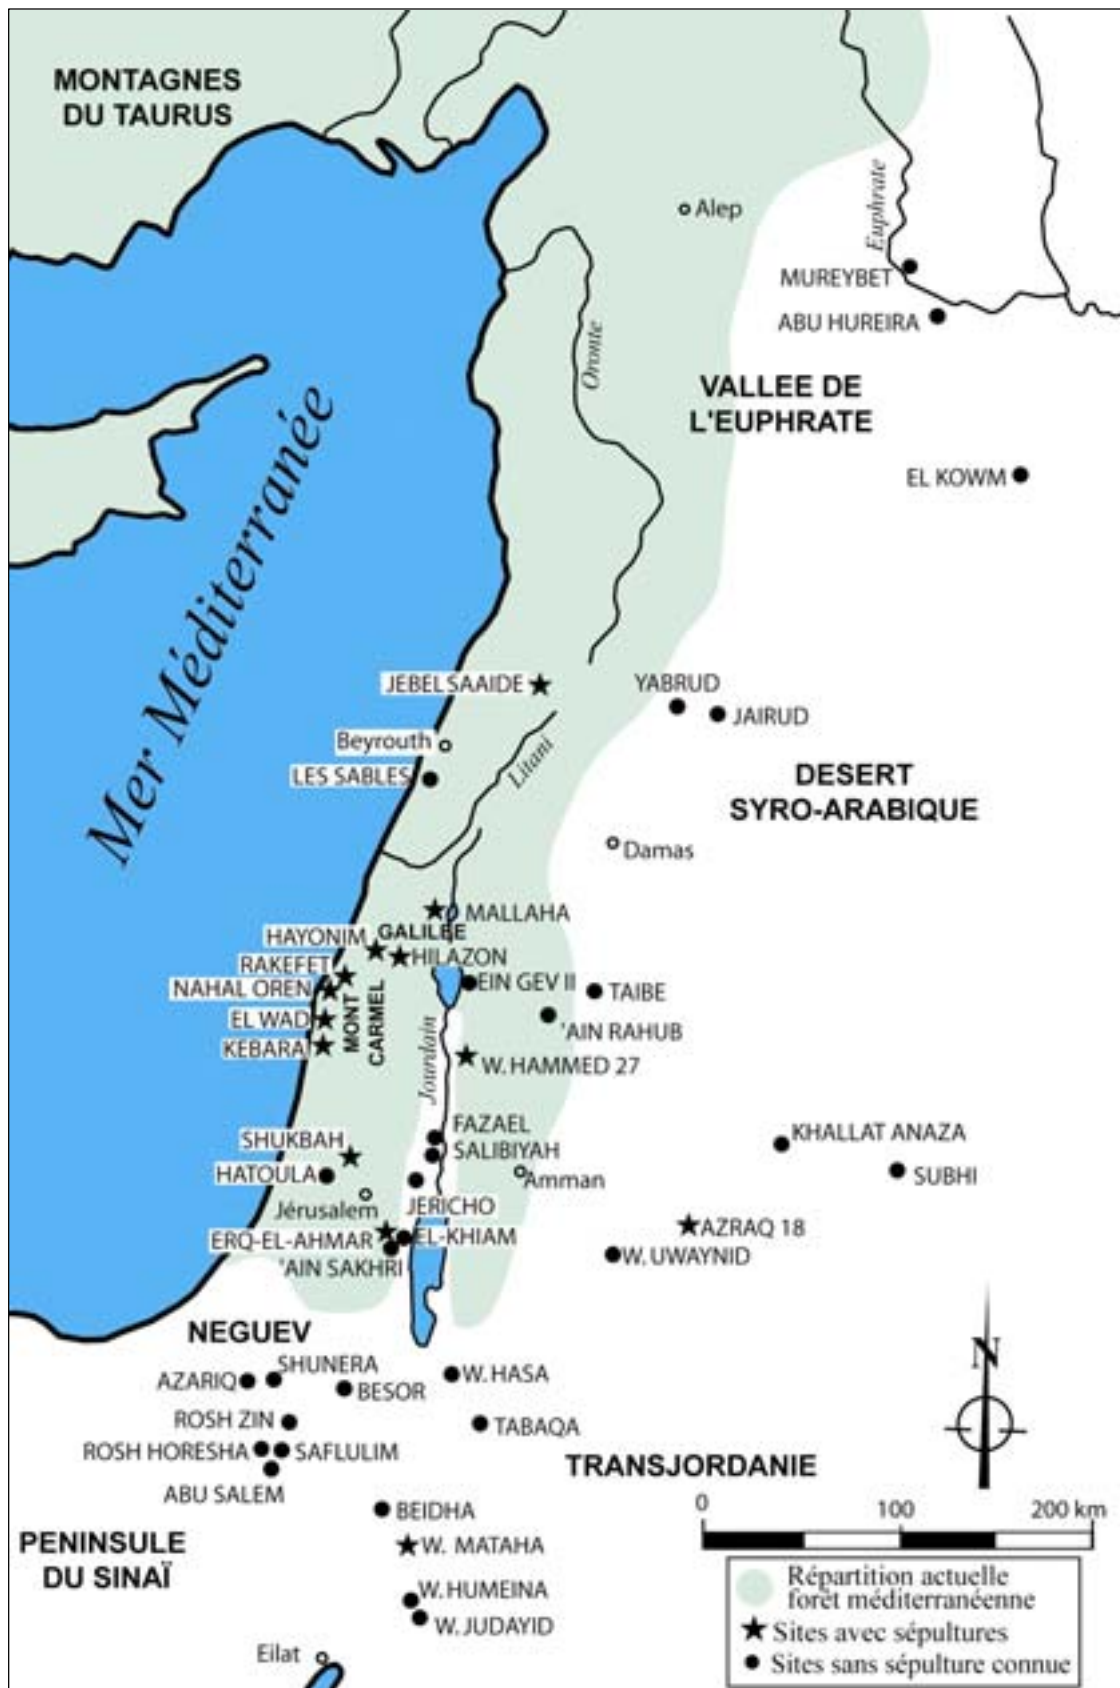 MONTAGNES
DU TAURUS
Alep
Euphrate
MUREYBET
ABU HUREIRA
Oronte
VALLEE DE
L'EUPHRATE
EL KOWM
Mer Méditerranée
JEBEL SAAIDE
YABRUD
JAIRUD
Beyrouth
LES SABLES
Litani
DESERT
SYRO-ARABIQUE
Damas
MALLAHA
HAYONIM
GALILEE
HILAZON
RAKEFET
NAHAL OREN
EIN GEV II
TAIBE
EL WAD
MONT
CARMEL
'AIN RAHUB
KEBARA
Jourdain
W. HAMMED 27
FAZAEL
SHUKBAH
SALIBIYAH
KHALLAT ANAZA
HATOULA
Amman
SUBHI
Jérusalem
JERICHO
AZRAQ 18
ERQ-EL-AHMAR
EL-KHIAM
W. UWAYNID
'AIN SAKHRI
NEGUEV
SHUNERA
AZARIQ
BESOR
W. HASA
ROSH ZIN
TABAQA
ROSH HORESHA
SAFLULIM
ABU SALEM
TRANSJORDANIE
N
BEIDHA
0 100 200 km
PENINSULE
DU SINAÏ
W. MATAHA
W. HUMEINA
W. JUDAYID
Eilat
Répartition actuelle
forêt méditerranéenne
Sites avec sépultures
Sites sans sépulture connue